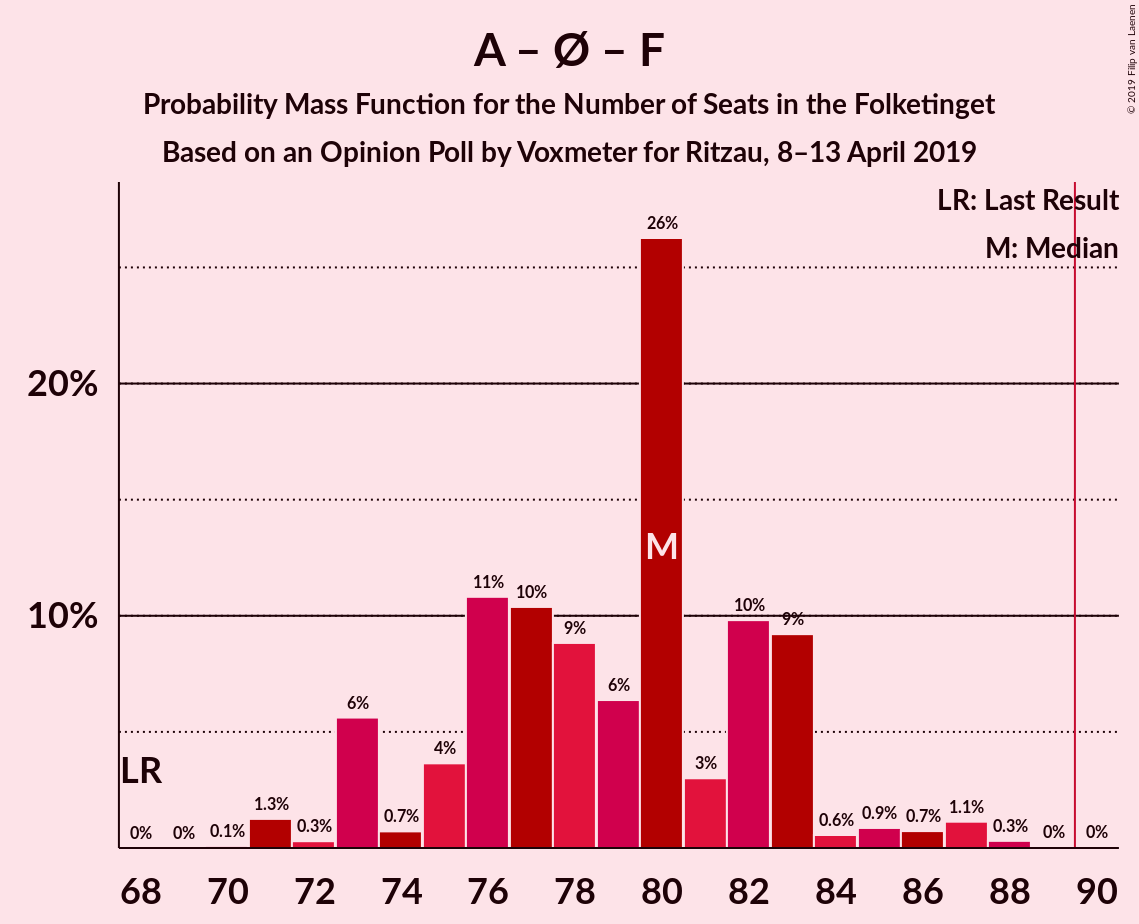 A – Ø – F
Probability Mass Function for the Number of Seats in the Folketinget
Based on an Opinion Poll by Voxmeter for Ritzau, 8–13 April 2019
© 2019 Filip van Laenen
LR: Last Result
M: Median
20%
10%
LR
0%
0%
0.1%
1.3%
0.3%
6%
0.7%
4%
11%
10%
9%
6%
26%
M
3%
10%
9%
0.6%
0.9%
0.7%
1.1%
0.3%
0%
0%
68 70 72 74 76 78 80 82 84 86 88 90